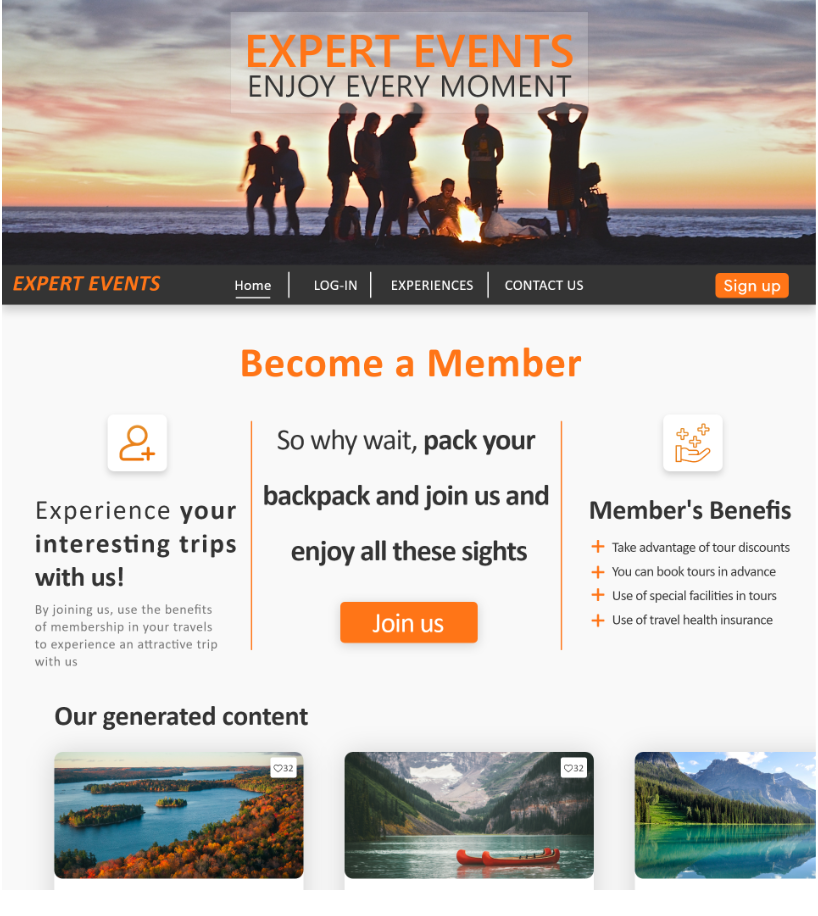 EXPERT EVENTS
ENJOY EVERY MOMENT
EXPERT EVENTS
Home
LOG-IN
EXPERIENCES
CONTACT US
Sign up
Become a Member
Experience your
interesting trips
with us!
By joining us, use the benefits
of membership in your travels
to experience an attractive trip
with us
So why wait, pack your
backpack and join us and
enjoy all these sights
Join us
Member's Benefis
Take advantage of tour discounts
You can book tours in advance
Use of special facilities in tours
Use of travel health insurance
Our generated content
32
32